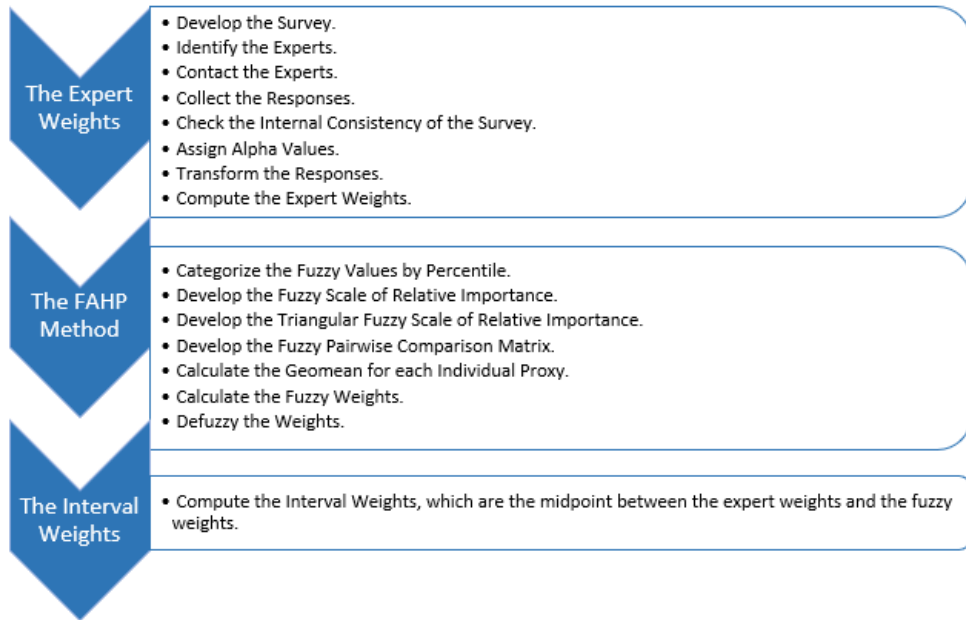 The Expert
Weights
• Develop the Survey.
• Identify the Experts.
• Contact the Experts.
• Collect the Responses.
• Check the Internal Consistency of the Survey.
• Assign Alpha Values.
• Transform the Responses.
• Compute the Expert Weights.
The FAHP
Method
• Categorize the Fuzzy Values by Percentile.
• Develop the Fuzzy Scale of Relative Importance.
• Develop the Triangular Fuzzy Scale of Relative Importance.
• Develop the Fuzzy Pairwise Comparison Matrix.
• Calculate the Geomean for each Individual Proxy.
• Calculate the Fuzzy Weights.
• Defuzzy the Weights.
The Interval
Weights
• Compute the Interval Weights, which are the midpoint between the expert weights and the fuzzy
weights.